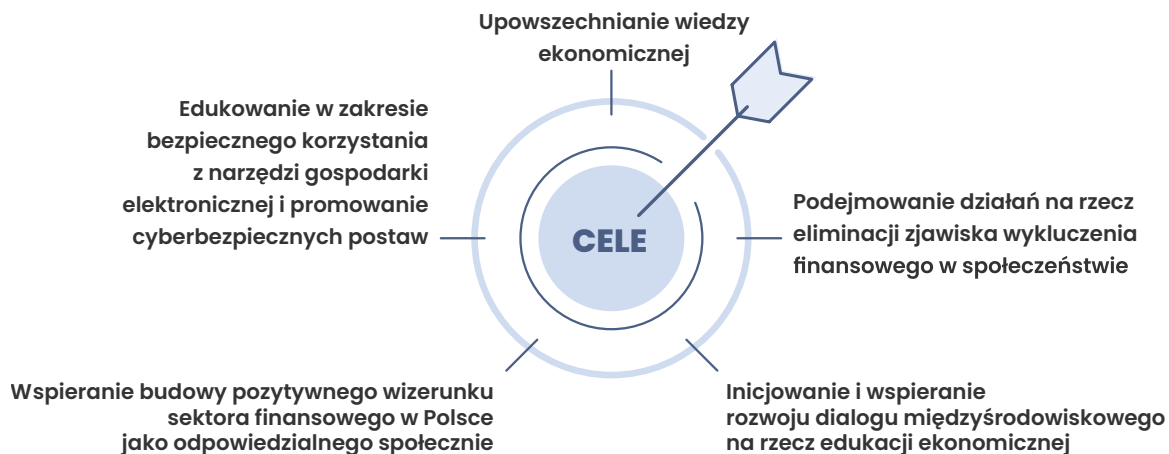 Upowszechnianie wiedzy
ekonomicznej
Edukowanie w zakresie
bezpiecznego korzystania
z narzędzi gospodarki
elektronicznej i promowanie
cyberbezpiecznych postaw
CELE
Podejmowanie działań na rzecz
eliminacji zjawiska wykluczenia
finansowego w społeczeństwie
Wspieranie budowy pozytywnego wizerunku
sektora finansowego w Polsce
jako odpowiedzialnego społecznie
Inicjowanie i wspieranie
rozwoju dialogu międzyśrodowiskowego
na rzecz edukacji ekonomicznej